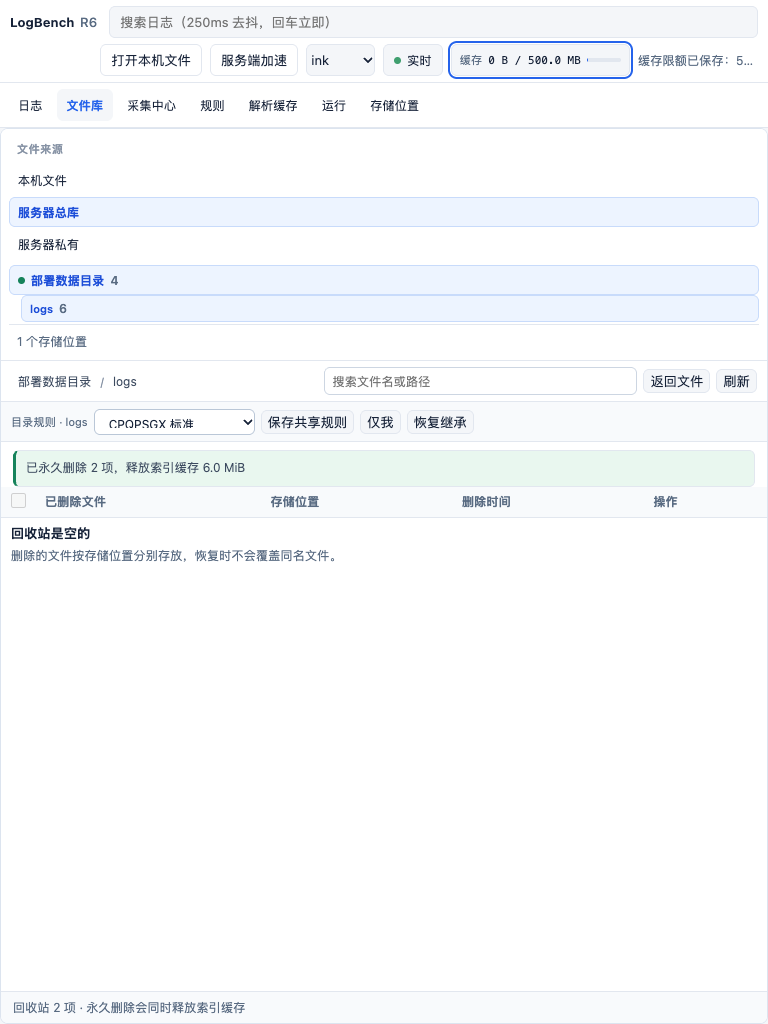 LogBench R6 搜索日志（250ms 去抖，回车立即）
打开本机文件 服务端加速 ink 实时 缓存 0 B / 500.0 MB 缓存限额已保存：5...
日志 文件库 采集中心 规则 解析缓存 运行 存储位置
文件来源
本机文件
服务器总库
服务器私有
部署数据目录 4
logs 6
1 个存储位置
部署数据目录 / logs 搜索文件名或路径 返回文件 刷新
目录规则 · logs CPOPSGX 标准 保存共享规则 仅我 恢复继承
已永久删除 2 项，释放索引缓存 6.0 MiB
已删除文件 存储位置 删除时间 操作
回收站是空的
删除的文件按存储位置分别存放，恢复时不会覆盖同名文件。
回收站 2 项 · 永久删除会同时释放索引缓存